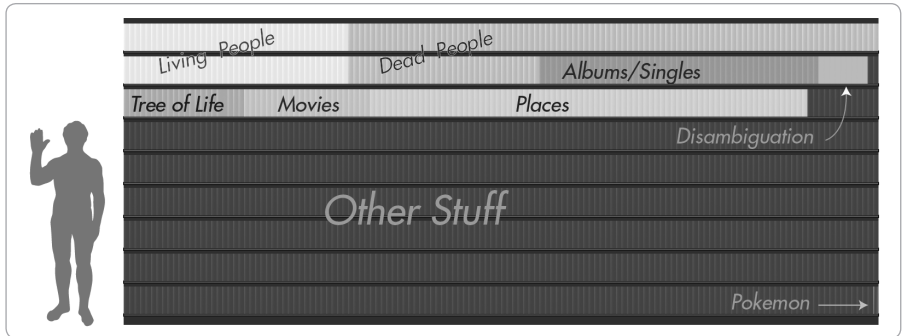 Living People
Dead People
Albums/Singles
Tree of Life
Movies
Places
Disambiguation
Other Stuff
Pokemon